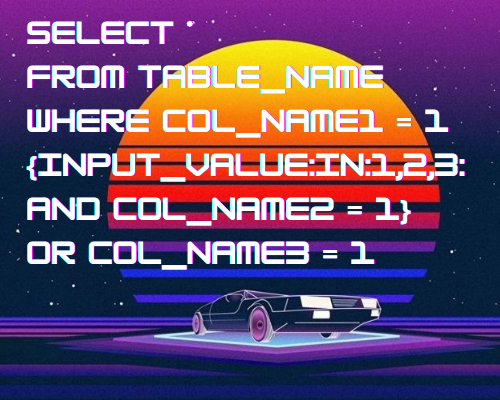 SELECT *
FROM TABLE_NAME
WHERE COL_NAME1 = 1
{INPUT_VALUE:IN:1,2,3:
AND COL_NAME2 = 1}
OR COL_NAME3 = 1